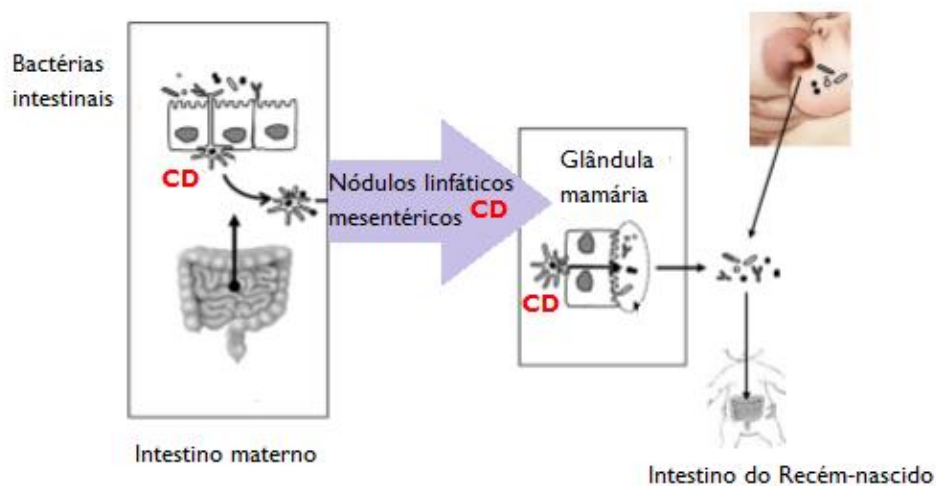 Bactérias
intestinais
CD
Nódulos linfáticos
mesentéricos CD
Glândula
mamária
CD
Intestino materno
Intestino do Recém-nascido